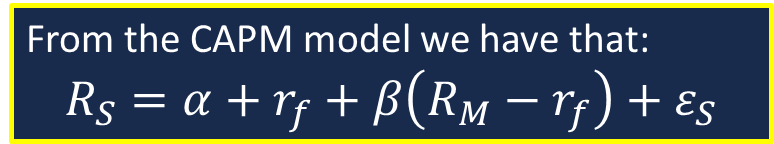 From the CAPM model we have that:
R_S = α + r_f + β(R_M − r_f) + ε_S